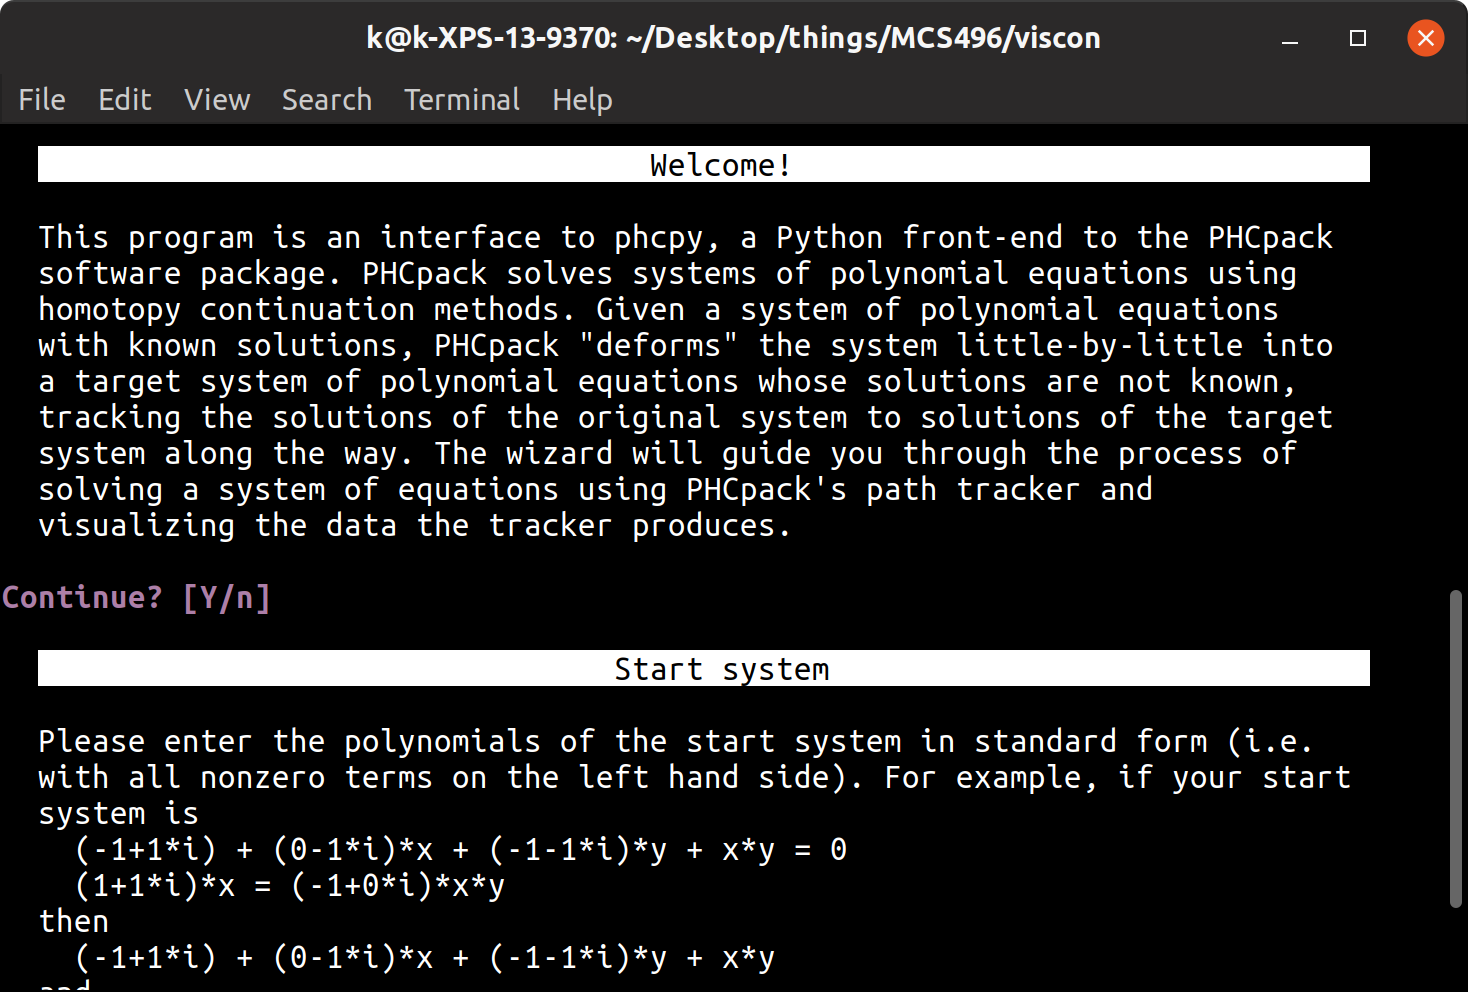 k@k-XPS-13-9370: ~/Desktop/things/MCS496/viscon
File Edit View Search Terminal Help
Welcome!
This program is an interface to phcpy, a Python front-end to the PHCpack
software package. PHCpack solves systems of polynomial equations using
homotopy continuation methods. Given a system of polynomial equations
with known solutions, PHCpack "deforms" the system little-by-little into
a target system of polynomial equations whose solutions are not known,
tracking the solutions of the original system to solutions of the target
system along the way. The wizard will guide you through the process of
solving a system of equations using PHCpack's path tracker and
visualizing the data the tracker produces.
Continue? [Y/n]
Start system
Please enter the polynomials of the start system in standard form (i.e.
with all nonzero terms on the left hand side). For example, if your start
system is
(-1+1*i) + (0-1*i)*x + (-1-1*i)*y + x*y = 0
(1+1*i)*x = (-1+0*i)*x*y
then
(-1+1*i) + (0-1*i)*x + (-1-1*i)*y + x*y